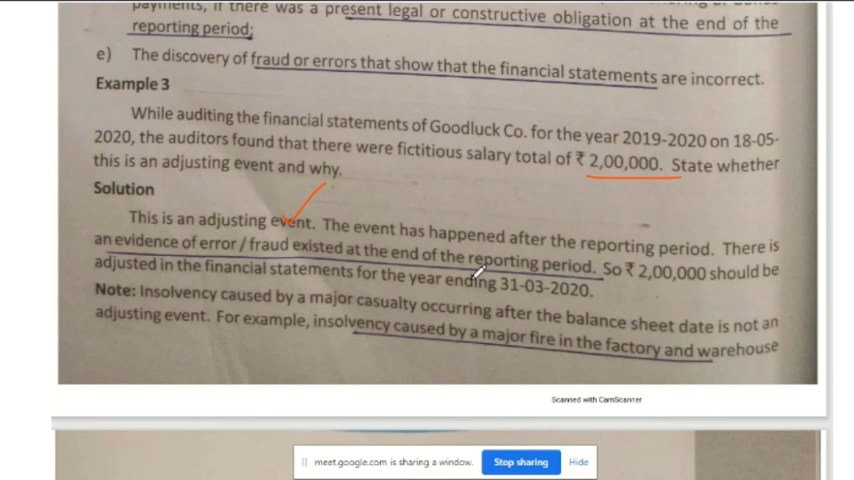 payments, if there was a present legal or constructive obligation at the end of the
reporting period;
e) The discovery of fraud or errors that show that the financial statements are incorrect.
Example 3
While auditing the financial statements of Goodluck Co. for the year 2019-2020 on 18-05-
2020, the auditors found that there were fictitious salary total of ₹ 2,00,000. State whether
this is an adjusting event and why.
Solution
This is an adjusting event. The event has happened after the reporting period. There is
an evidence of error / fraud existed at the end of the reporting period. So ₹ 2,00,000 should be
adjusted in the financial statements for the year ending 31-03-2020.
Note: Insolvency caused by a major casualty occurring after the balance sheet date is not an
adjusting event. For example, insolvency caused by a major fire in the factory and warehouse
Scanned with CamScanner
meet.google.com is sharing a window.
Stop sharing
Hide